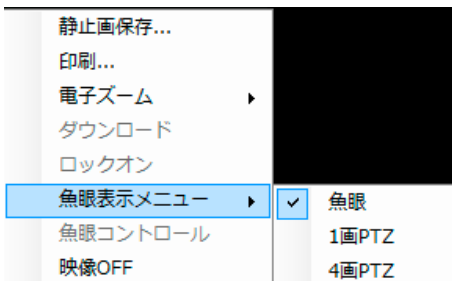 静止画保存...
印刷...
電子ズーム
ダウンロード
ロックオン
魚眼表示メニュー
魚眼コントロール
映像OFF
魚眼
1画PTZ
4画PTZ